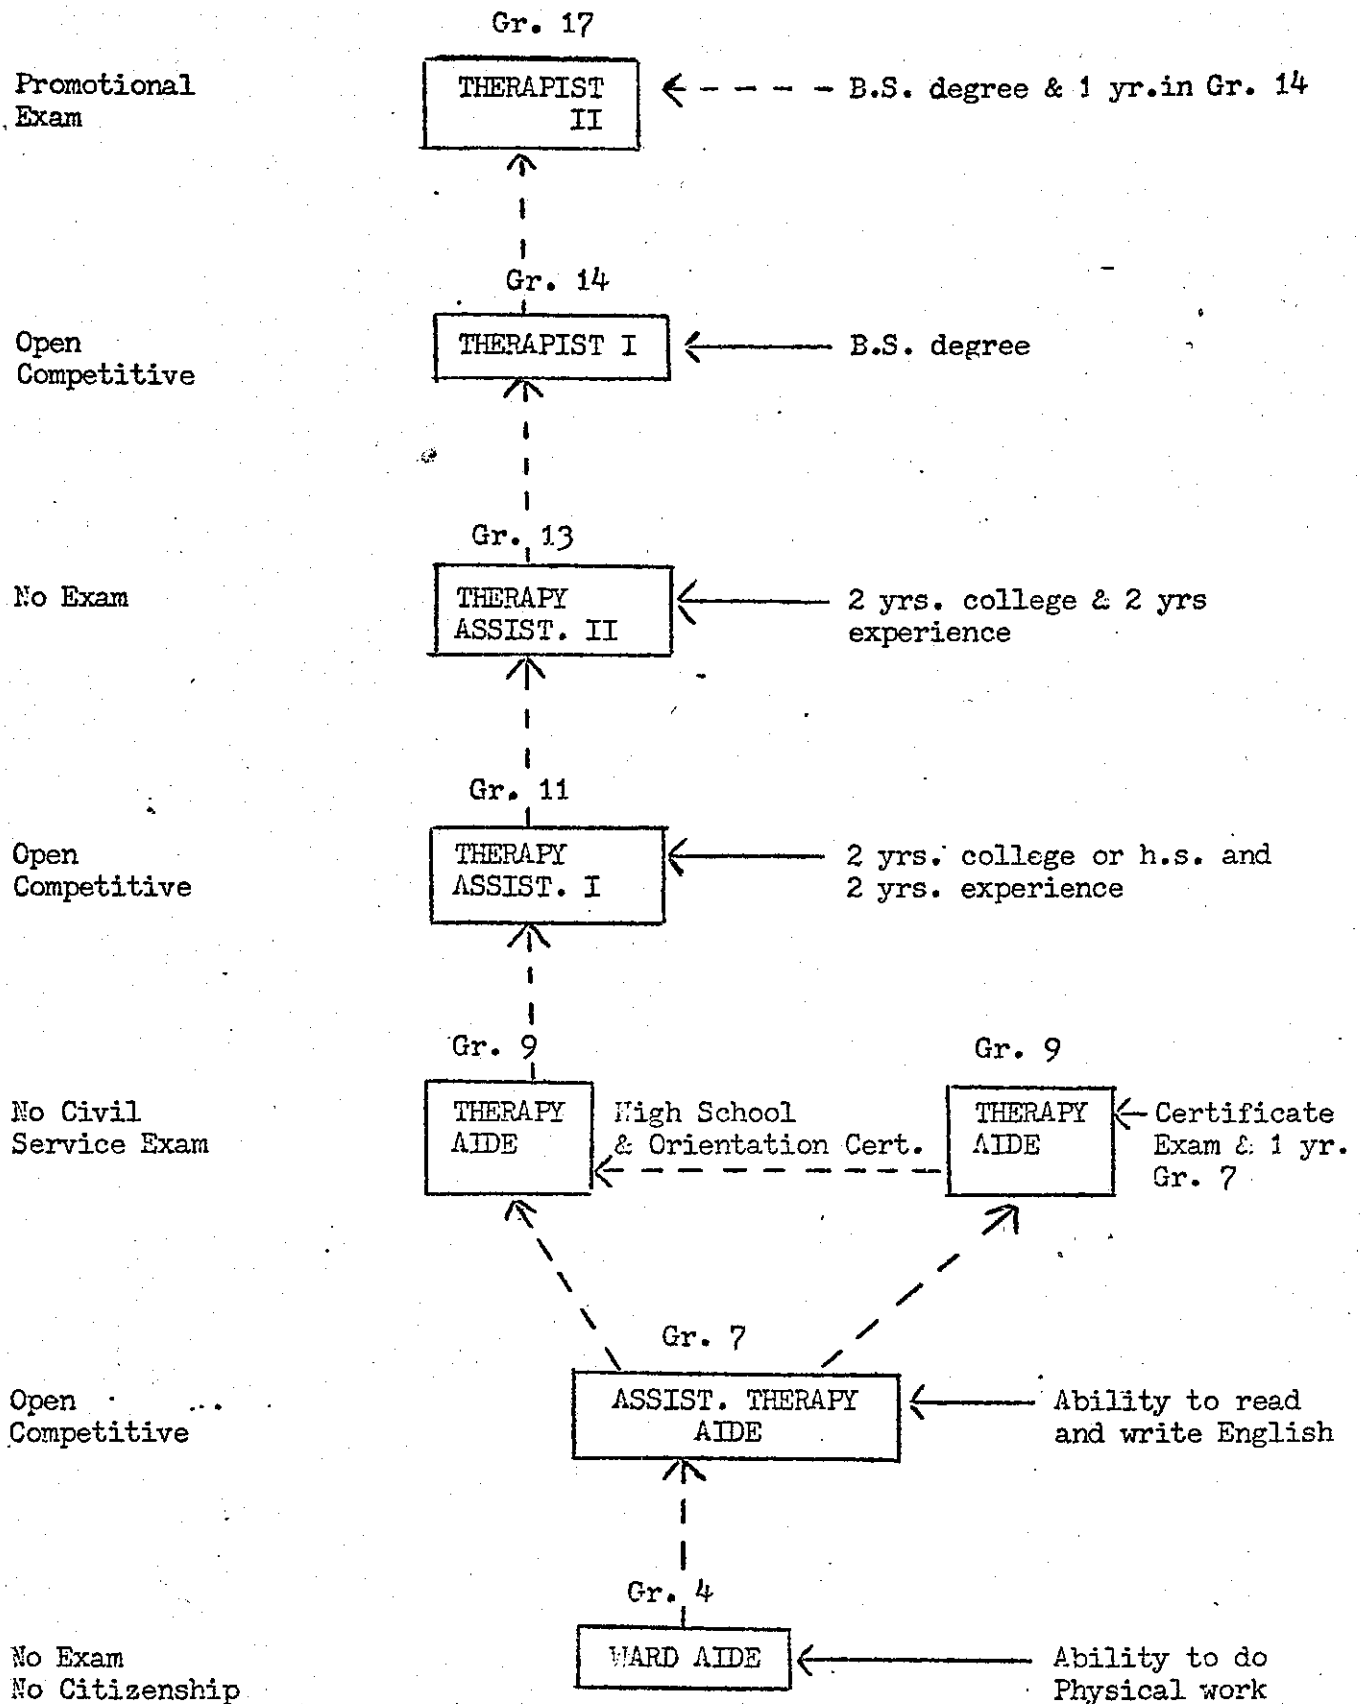 Gr. 17
Promotional
Exam
THERAPIST
II
B.S. degree & 1 yr.in Gr. 14
Gr. 14
Open
Competitive
THERAPIST I
B.S. degree
Gr. 13
No Exam
THERAPY
ASSIST. II
2 yrs. college & 2 yrs
experience
Gr. 11
Open
Competitive
THERAPY
ASSIST. I
2 yrs. college or h.s. and
2 yrs. experience
Gr. 9
Gr. 9
No Civil
Service Exam
THERAPY
AIDE
High School
& Orientation Cert.
THERAPY
AIDE
Certificate
Exam & 1 yr.
Gr. 7
Gr. 7
Open
Competitive
ASSIST. THERAPY
AIDE
Ability to read
and write English
Gr. 4
No Exam
No Citizenship
WARD AIDE
Ability to do
Physical work